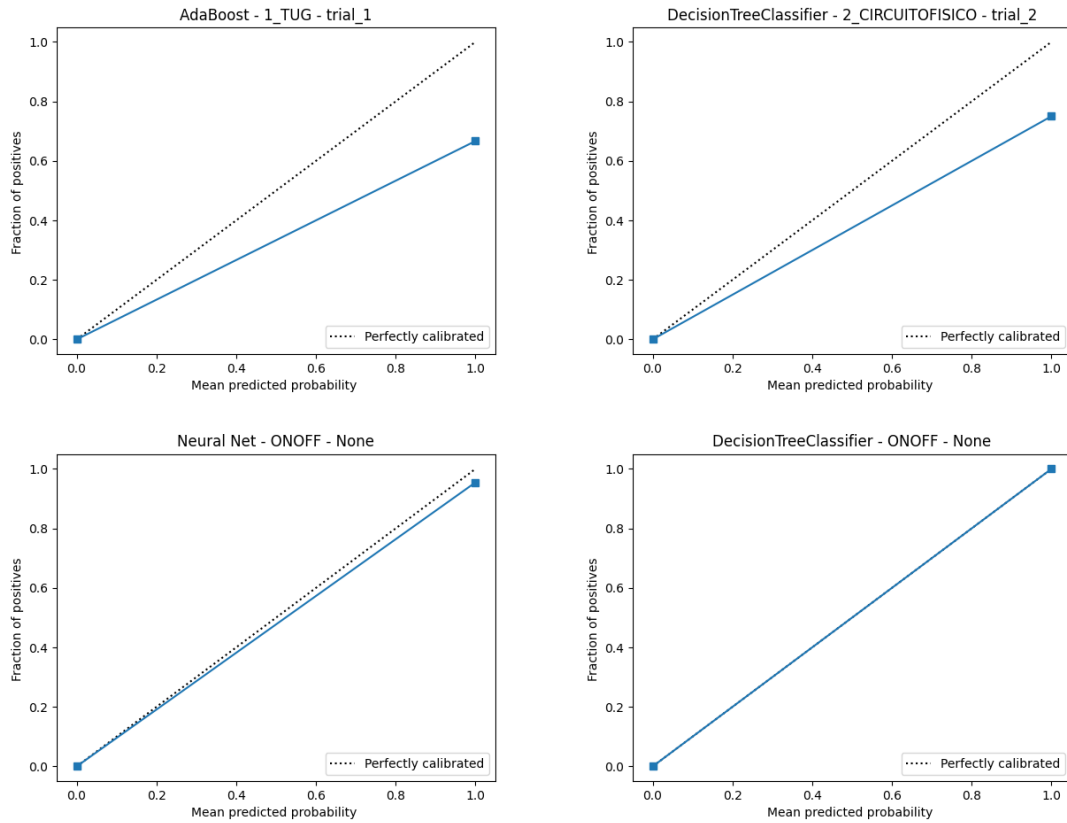 AdaBoost - 1_TUG - trial_1
1.0
0.8
0.6
0.4
0.2
0.0
Fraction of positives
Perfectly calibrated
0.0 0.2 0.4 0.6 0.8 1.0
Mean predicted probability
DecisionTreeClassifier - 2_CIRCUITOFISICO - trial_2
1.0
0.8
0.6
0.4
0.2
0.0
Fraction of positives
Perfectly calibrated
0.0 0.2 0.4 0.6 0.8 1.0
Mean predicted probability
Neural Net - ONOFF - None
1.0
0.8
0.6
0.4
0.2
0.0
Fraction of positives
Perfectly calibrated
0.0 0.2 0.4 0.6 0.8 1.0
Mean predicted probability
DecisionTreeClassifier - ONOFF - None
1.0
0.8
0.6
0.4
0.2
0.0
Fraction of positives
Perfectly calibrated
0.0 0.2 0.4 0.6 0.8 1.0
Mean predicted probability